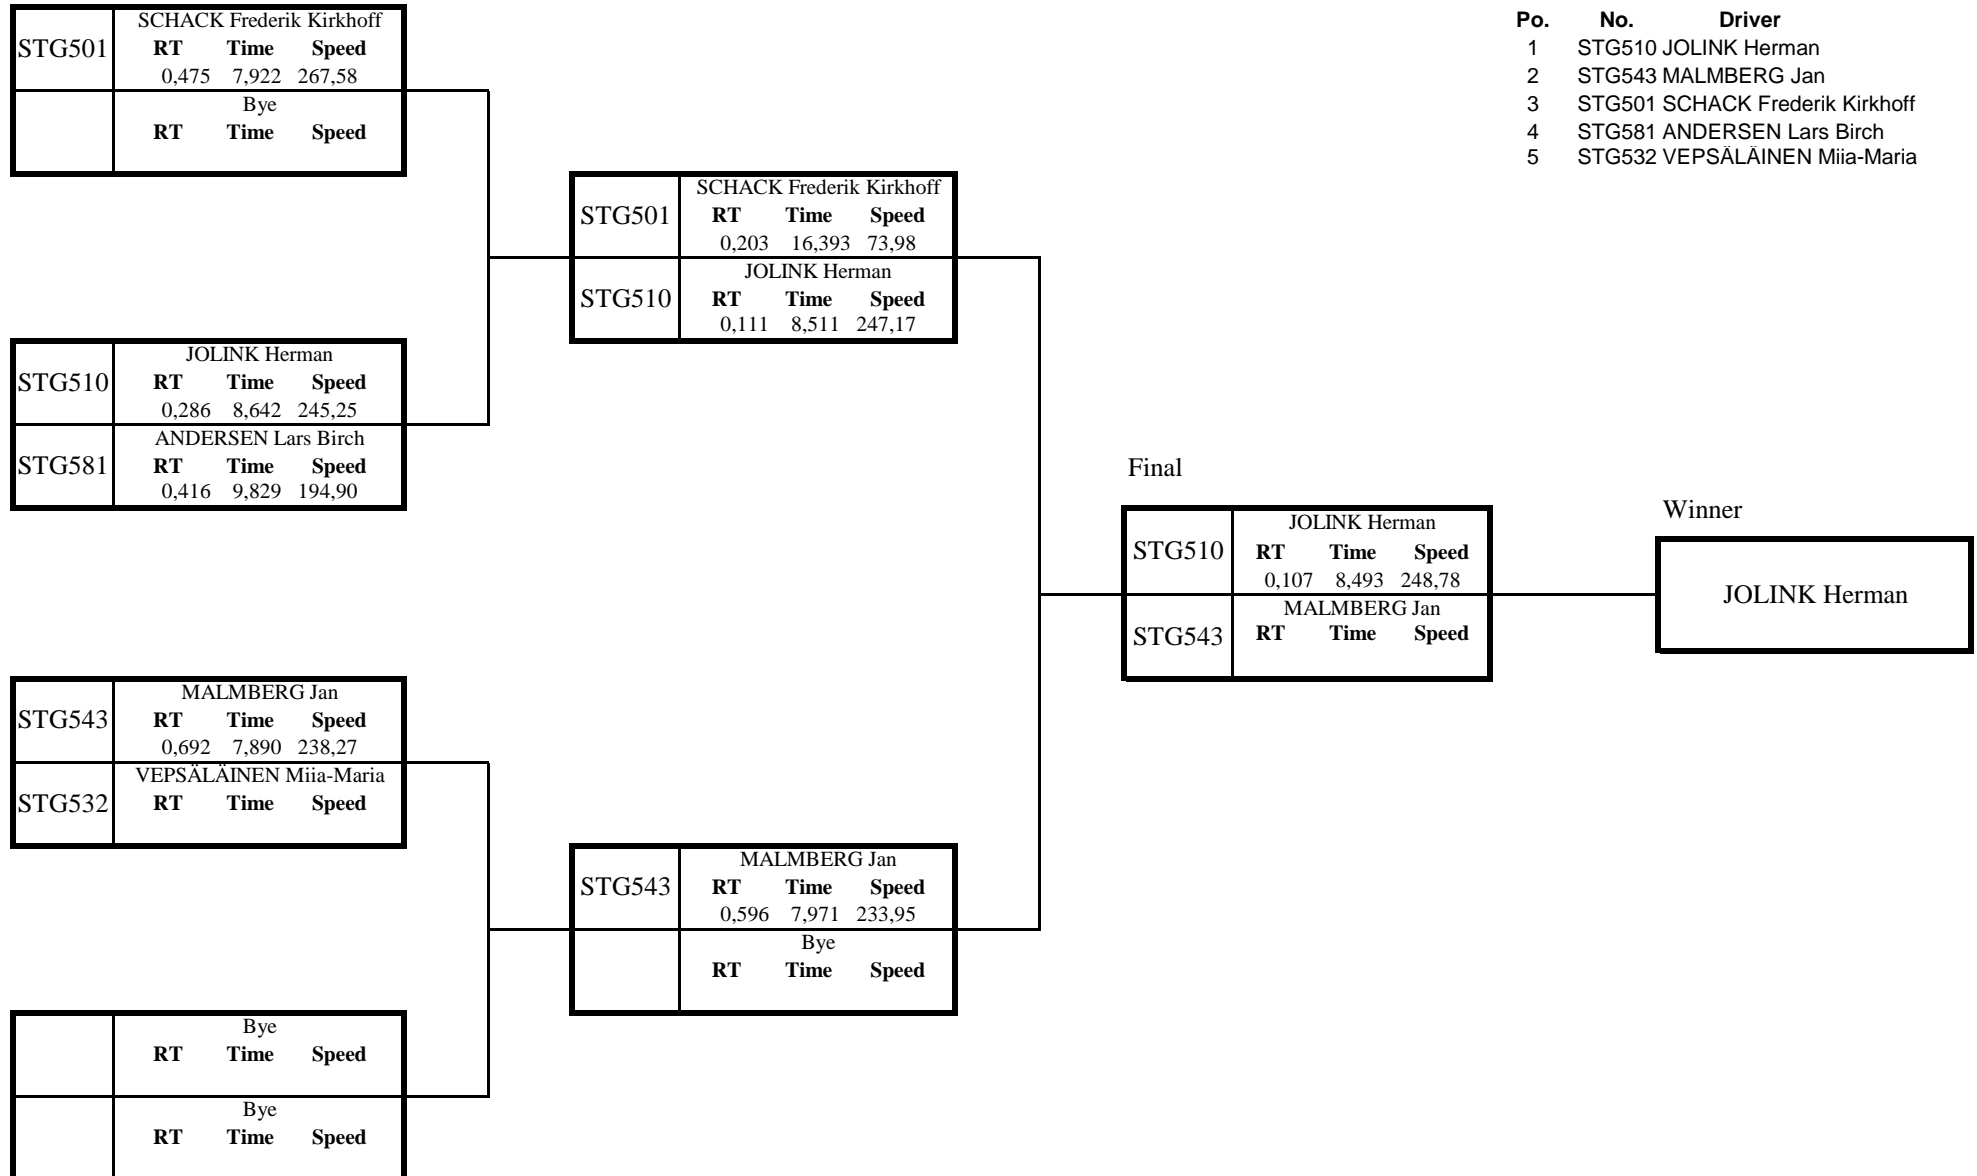 SCHACK Frederik Kirkhoff
STG501
RT Time Speed
0,475 7,922 267,58
Bye
RT Time Speed
JOLINK Herman
STG510
RT Time Speed
0,286 8,642 245,25
ANDERSEN Lars Birch
STG581
RT Time Speed
0,416 9,829 194,90
MALMBERG Jan
STG543
RT Time Speed
0,692 7,890 238,27
VEPSÄLÄINEN Miia-Maria
STG532
RT Time Speed
Bye
RT Time Speed
Bye
RT Time Speed
SCHACK Frederik Kirkhoff
STG501
RT Time Speed
0,203 16,393 73,98
JOLINK Herman
STG510
RT Time Speed
0,111 8,511 247,17
MALMBERG Jan
STG543
RT Time Speed
0,596 7,971 233,95
Bye
RT Time Speed
Final
JOLINK Herman
STG510
RT Time Speed
0,107 8,493 248,78
MALMBERG Jan
STG543
RT Time Speed
Winner
JOLINK Herman
Po. No. Driver
1 STG510 JOLINK Herman
2 STG543 MALMBERG Jan
3 STG501 SCHACK Frederik Kirkhoff
4 STG581 ANDERSEN Lars Birch
5 STG532 VEPSÄLÄINEN Miia-Maria